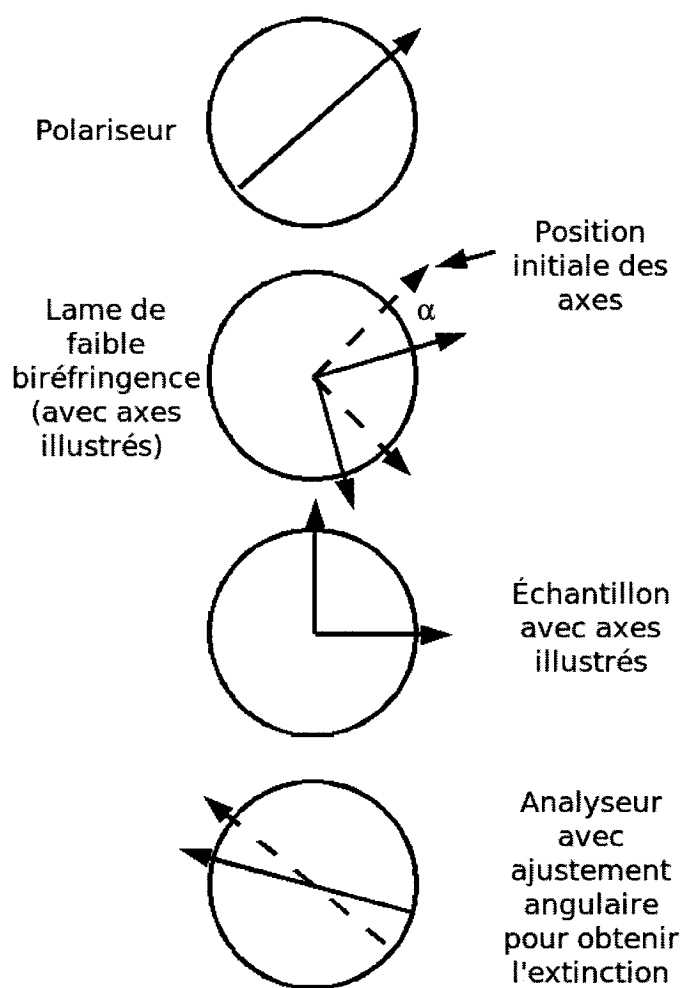 Polariseur
Position
initiale des
axes
α
Lame de
faible
biréfringence
(avec axes
illustrés)
Échantillon
avec axes
illustrés
Analyseur
avec
ajustement
angulaire
pour obtenir
l'extinction